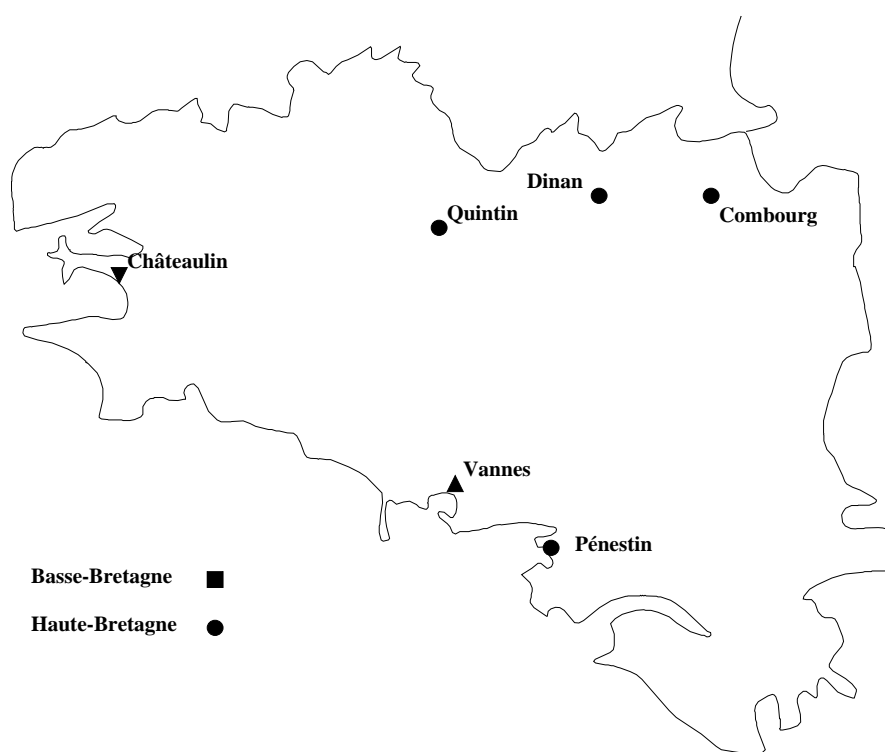 Dinan
Quintin
Combourg
Châteaulin
Vannes
Pénestin
Basse-Bretagne
Haute-Bretagne